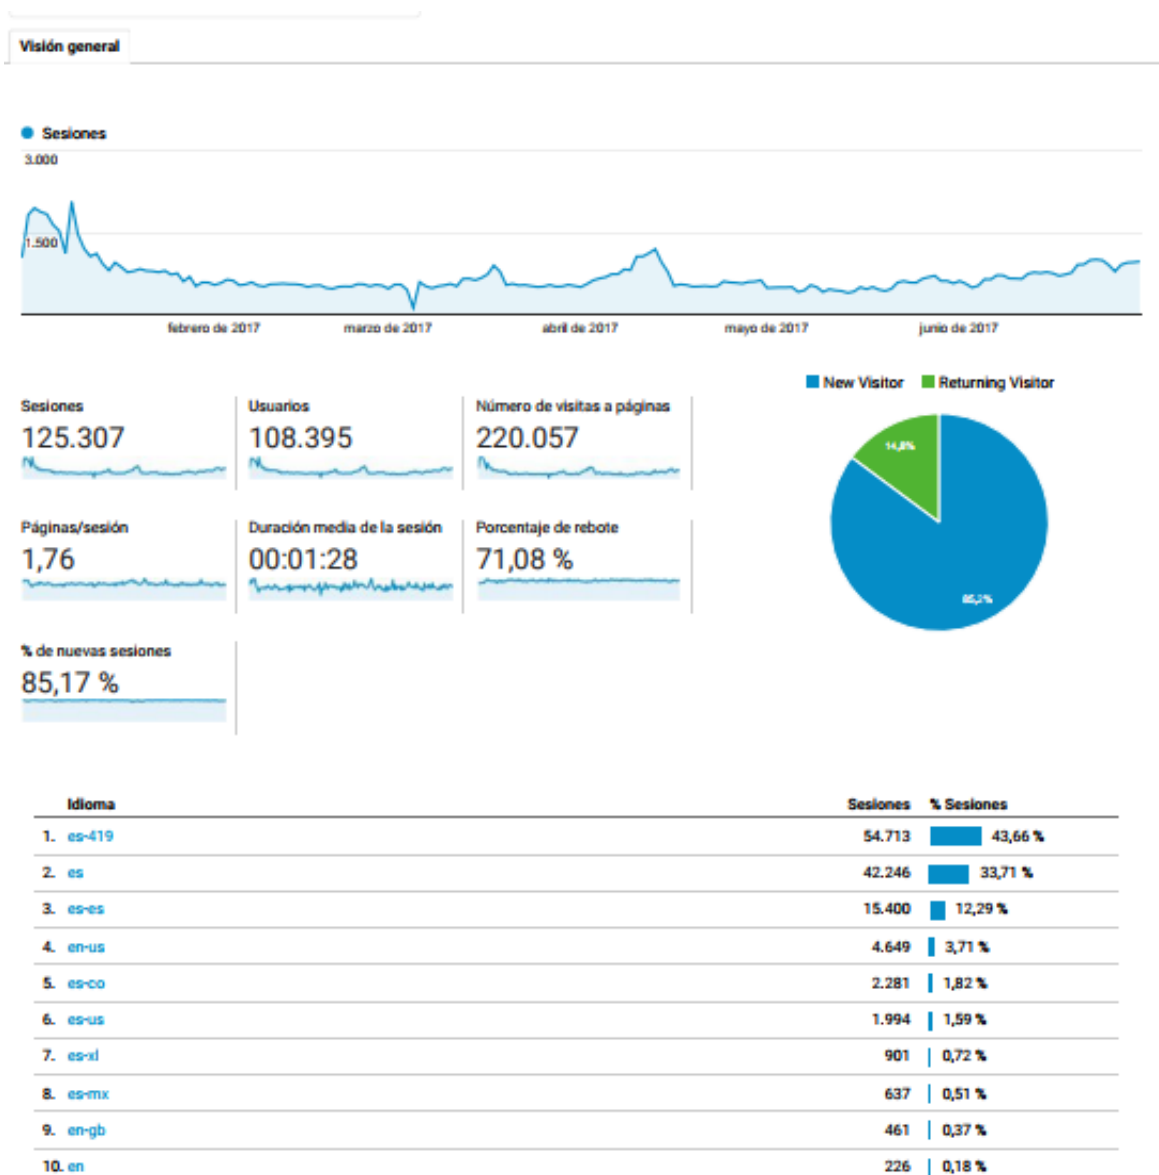 Visión general
Sesiones
3.000
1.500
febrero de 2017 marzo de 2017 abril de 2017 mayo de 2017 junio de 2017
New Visitor Returning Visitor
14,8%
85,2%
Sesiones Usuarios Número de visitas a páginas
125.307 108.395 220.057
Páginas/sesión Duración media de la sesión Porcentaje de rebote
1,76 00:01:28 71,08 %
% de nuevas sesiones
85,17 %
Idioma Sesiones % Sesiones
1. es-419 54.713 43,66 %
2. es 42.246 33,71 %
3. es-es 15.400 12,29 %
4. en-us 4.649 3,71 %
5. es-co 2.281 1,82 %
6. es-us 1.994 1,59 %
7. es-xl 901 0,72 %
8. es-mx 637 0,51 %
9. en-gb 461 0,37 %
10. en 226 0,18 %